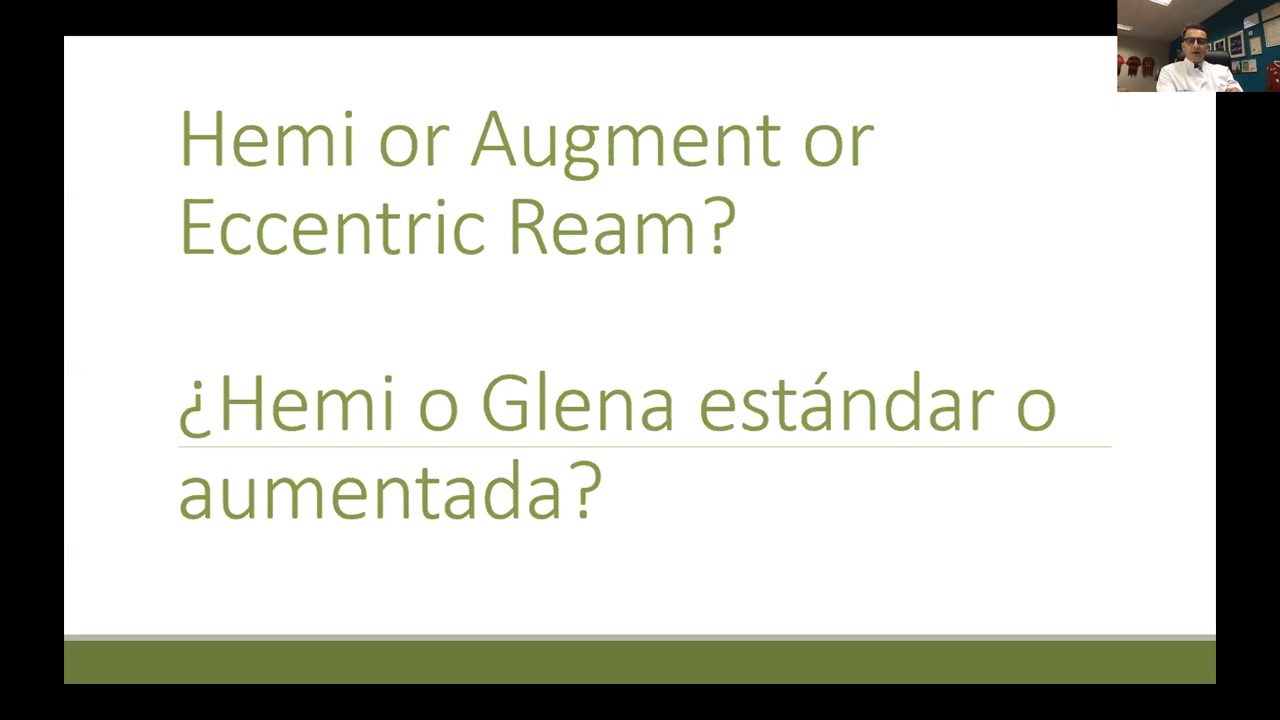 Hemi or Augment or
Eccentric Ream?
¿Hemi o Glena estándar o
aumentada?